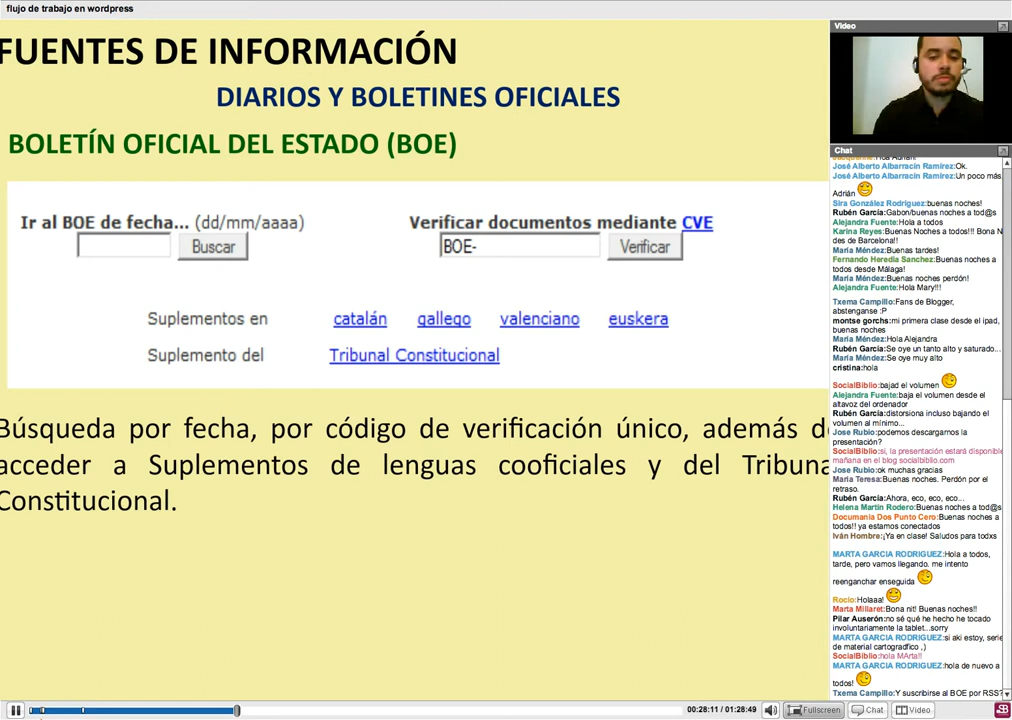 flujo de trabajo en wordpress
FUENTES DE INFORMACIÓN
DIARIOS Y BOLETINES OFICIALES
BOLETÍN OFICIAL DEL ESTADO (BOE)
Ir al BOE de fecha... (dd/mm/aaaa)
Buscar
Verificar documentos mediante CVE
BOE-
Verificar
Suplementos en catalán gallego valenciano euskera
Suplemento del Tribunal Constitucional
Búsqueda por fecha, por código de verificación único, además d
acceder a Suplementos de lenguas cooficiales y del Tribuna
Constitucional.
Video
Chat
José Alberto Albarracín Ramírez:Ok.
José Alberto Albarracín Ramírez:Un poco más
Adrián
Sira González Rodríguez:buenas noches!
Rubén García:Gabon/buenas noches a tod@s
Alejandra Fuente:Hola a todos
Karina Reyes:Buenas Noches a todos!!! Bona N
des de Barcelona!!
María Méndez:Buenas tardes!
Fernando Heredia Sanchez:Buenas noches a
todos desde Málaga!
María Méndez:Buenas noches perdón!
Alejandra Fuente:Hola Mary!!!
Txema Campillo:Fans de Blogger,
abstenganse :P
montse gorchs:mi primera clase desde el ipad,
buenas noches
María Méndez:Hola Alejandra
Rubén García:Se oye un tanto alto y saturado...
María Méndez:Se oye muy alto
cristina:hola
SocialBiblio:bajad el volumen
Alejandra Fuente:baja el volumen desde el
altavoz del ordenador
Rubén García:distorsiona incluso bajando el
volumen al mínimo...
Jose Rubio:podemos descargarnos la
presentación?
SocialBiblio:si, la presentación estará disponible
mañana en el blog socialbiblio.com
Jose Rubio:ok muchas gracias
Maria Teresa:Buenas noches. Perdón por el
retraso.
Rubén García:Ahora, eco, eco, eco...
Helena Martín Rodero:Buenas noches a tod@s
Documania Dos Punto Cero:Buenas noches a
todos!! ya estamos conectados
Iván Hombre:¡Ya en clase! Saludos para todxs
MARTA GARCIA RODRIGUEZ:Hola a todos,
tarde, pero vamos llegando. me intento
reenganchar enseguida
Rocio:Holaaa!
Marta Millaret:Bona nit! Buenas noches!!
Pilar Auserón:no sé qué he hecho he tocado
involuntariamente la tablet...sorry
MARTA GARCIA RODRIGUEZ:si aki estoy, serie
de material cartogradfico ,)
SocialBiblio:hola MArta!!
MARTA GARCIA RODRIGUEZ:hola de nuevo a
todos!
Txema Campillo:Y suscribirse al BOE por RSS?
00:28:11 / 01:28:49
Fullscreen
Chat
Video
SB